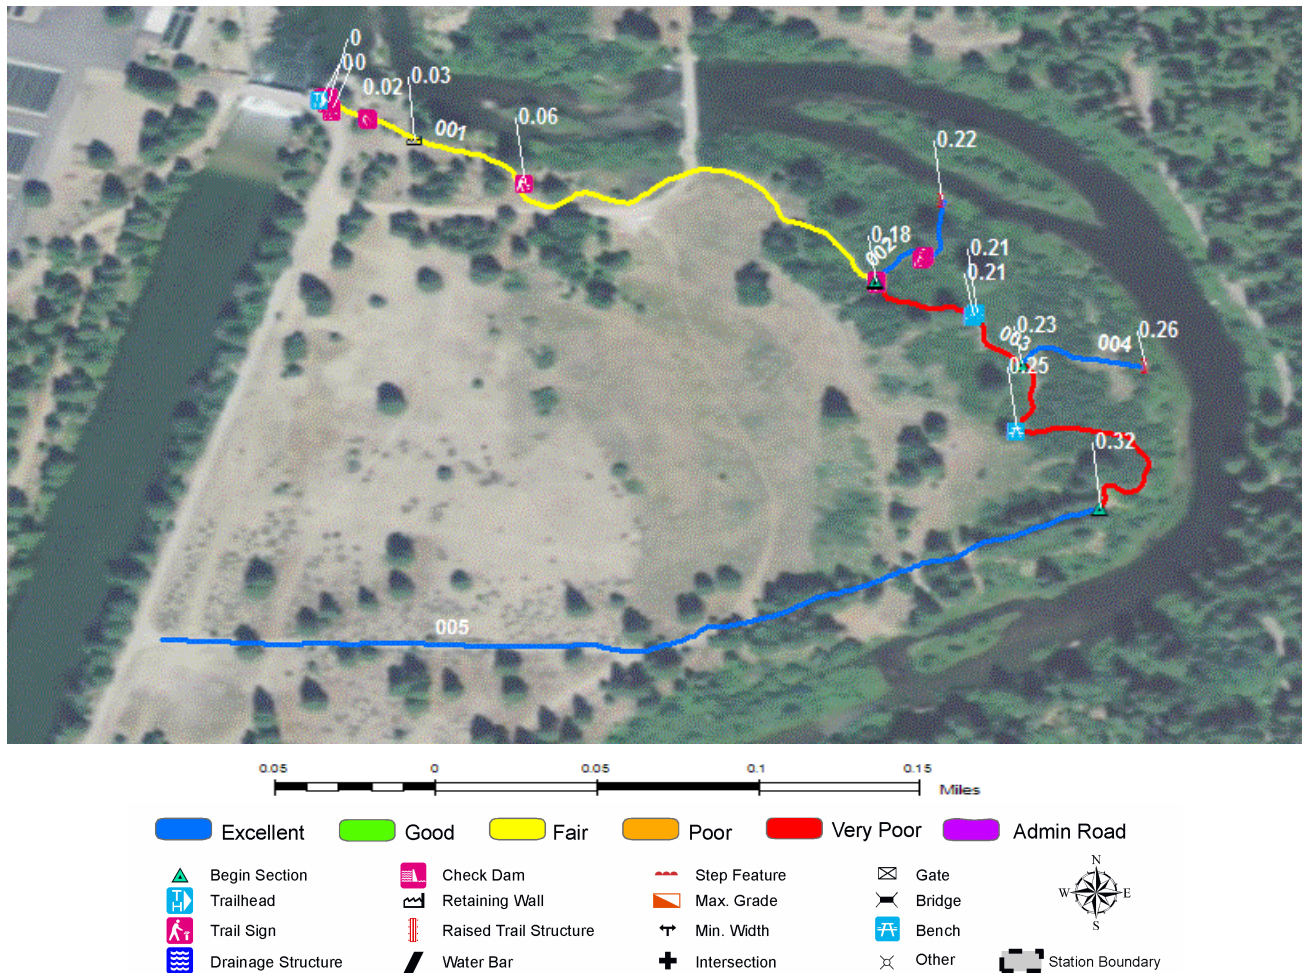 0
00
0.02
0.03
001
0.06
0.22
0.18
002
0.21
0.21
0.23
003
004
0.26
0.25
0.32
005
0.05 0 0.05 0.1 0.15
Miles
Excellent Good Fair Poor Very Poor Admin Road
Begin Section Check Dam Step Feature Gate N
Trailhead Retaining Wall Max. Grade Bridge W E
Trail Sign Raised Trail Structure Min. Width Bench S
Drainage Structure Water Bar Intersection Other Station Boundary